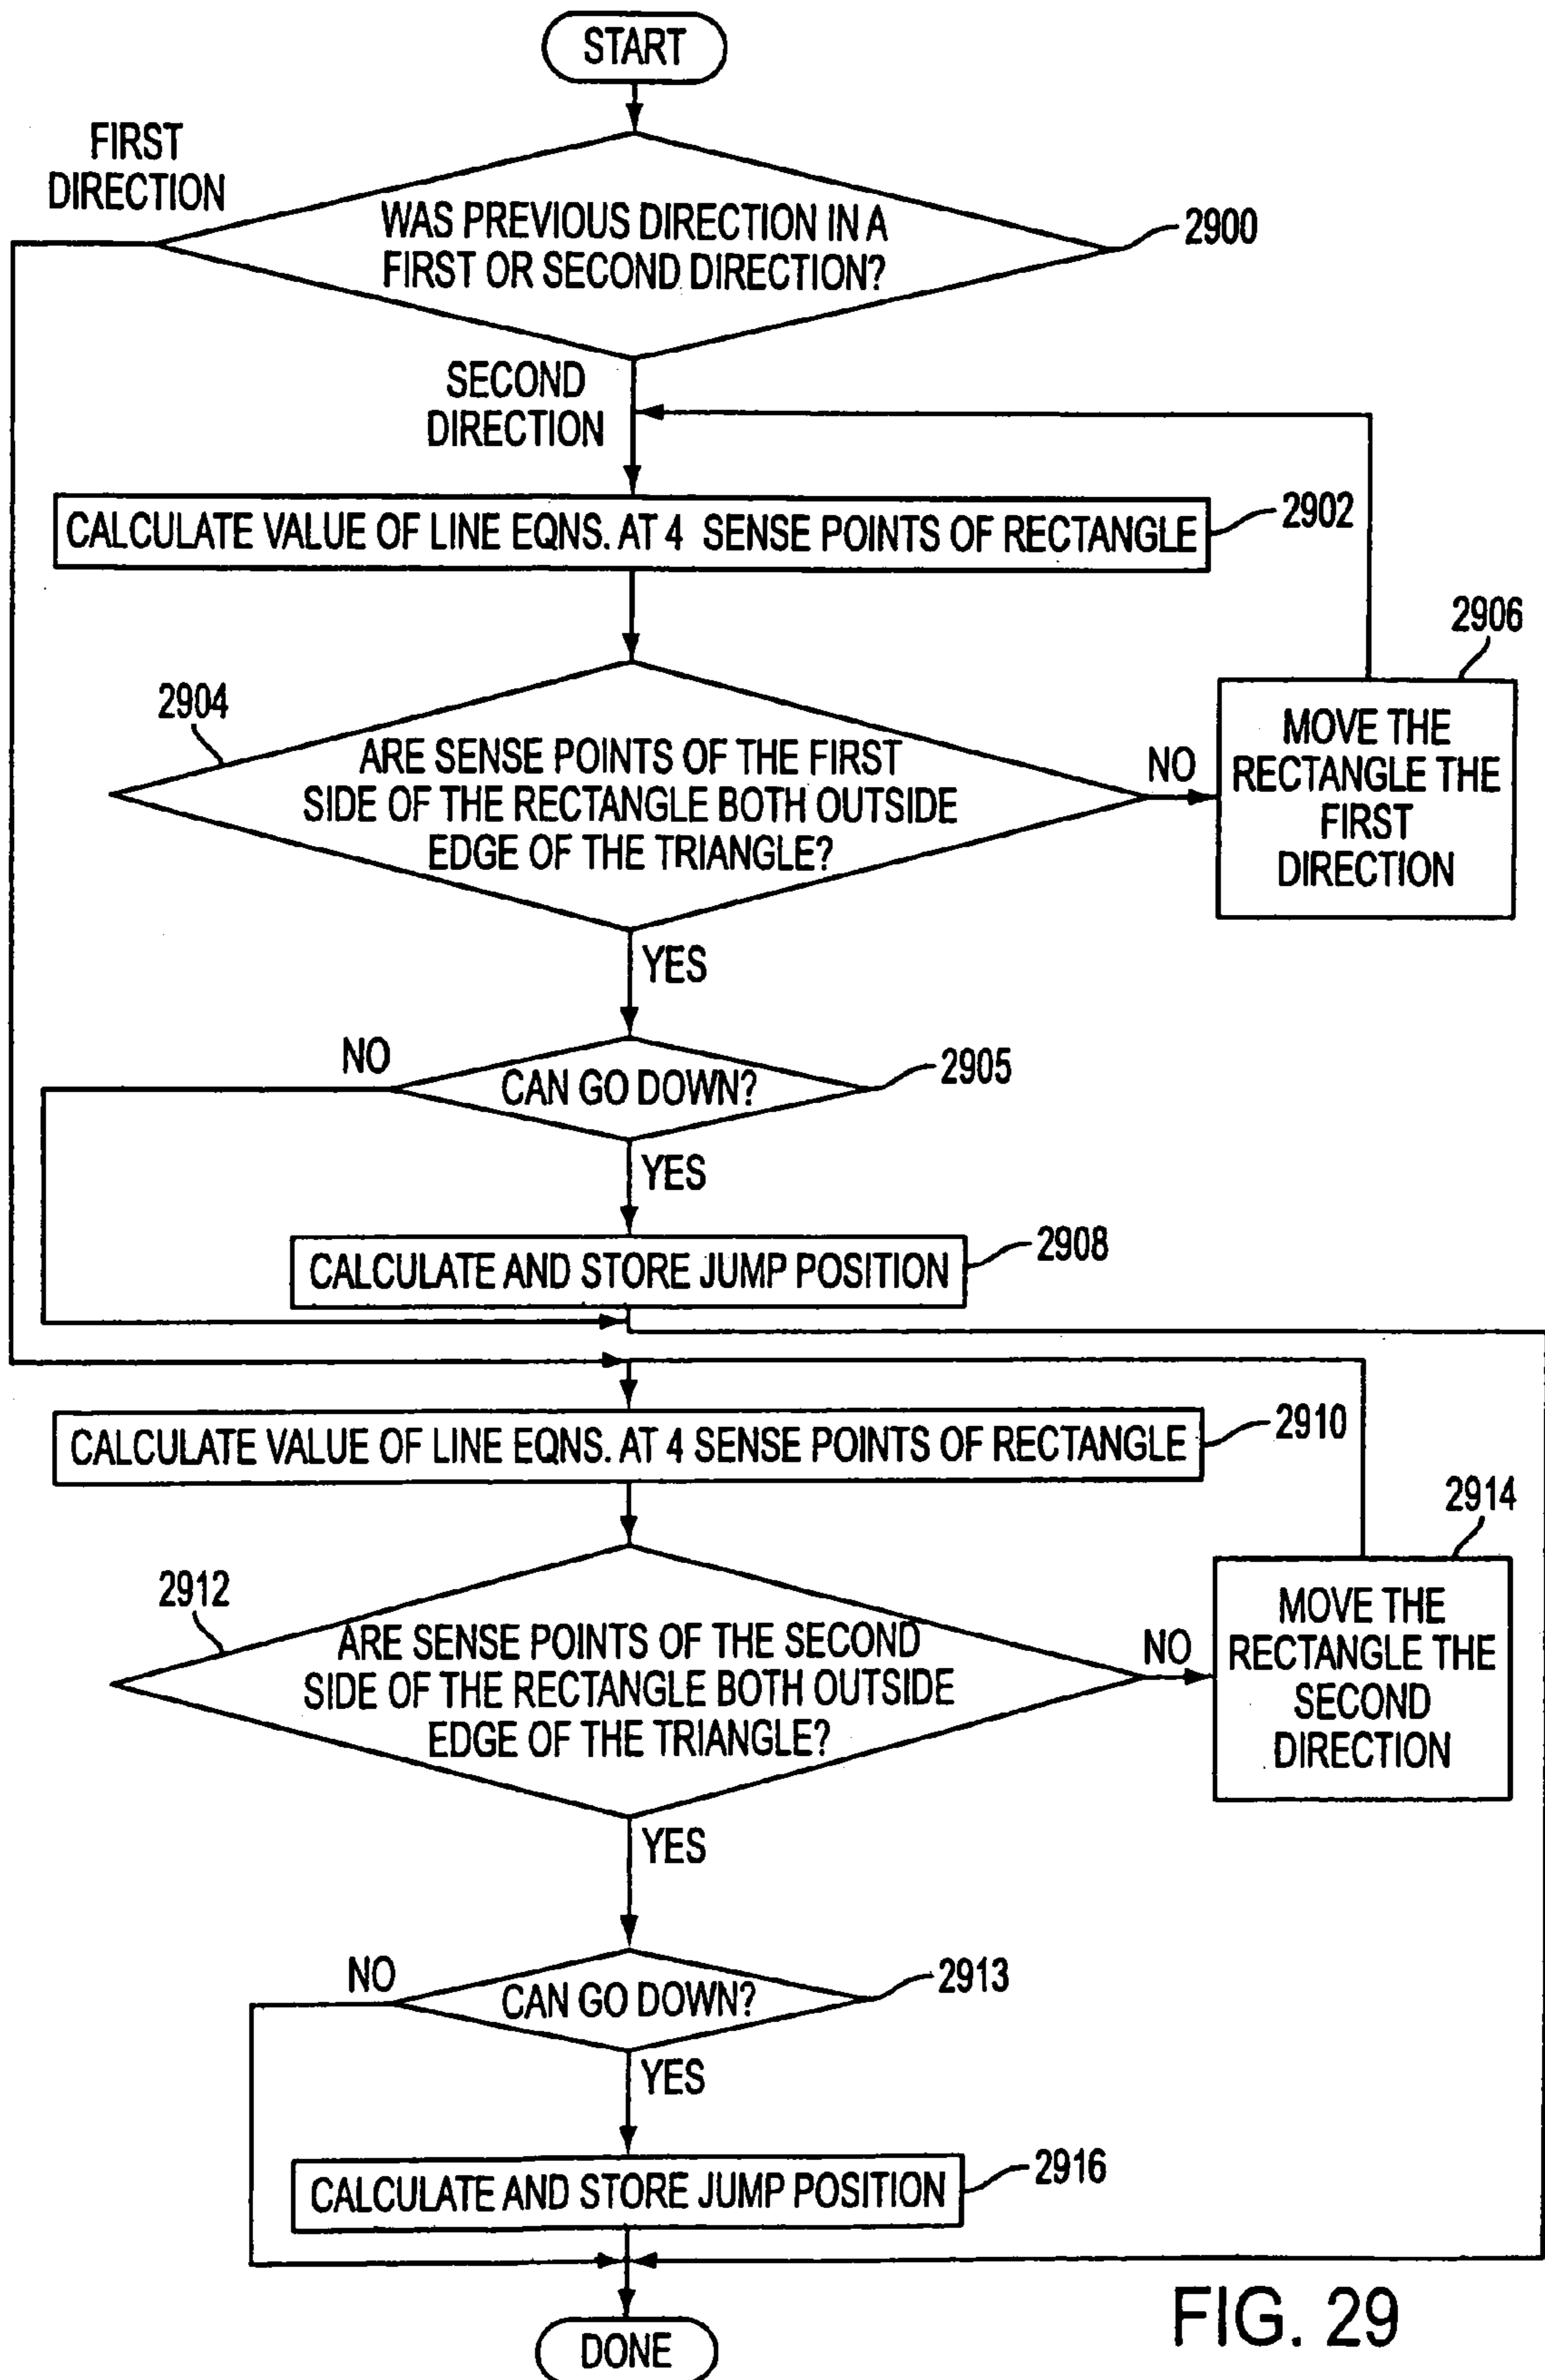 START
FIRST
DIRECTION
WAS PREVIOUS DIRECTION IN A
FIRST OR SECOND DIRECTION?
2900
SECOND
DIRECTION
CALCULATE VALUE OF LINE EQNS. AT 4 SENSE POINTS OF RECTANGLE
2902
2904
ARE SENSE POINTS OF THE FIRST
SIDE OF THE RECTANGLE BOTH OUTSIDE
EDGE OF THE TRIANGLE?
NO
2906
MOVE THE
RECTANGLE THE
FIRST
DIRECTION
YES
NO
CAN GO DOWN?
2905
YES
CALCULATE AND STORE JUMP POSITION
2908
CALCULATE VALUE OF LINE EQNS. AT 4 SENSE POINTS OF RECTANGLE
2910
2912
ARE SENSE POINTS OF THE SECOND
SIDE OF THE RECTANGLE BOTH OUTSIDE
EDGE OF THE TRIANGLE?
NO
2914
MOVE THE
RECTANGLE THE
SECOND
DIRECTION
YES
NO
CAN GO DOWN?
2913
YES
CALCULATE AND STORE JUMP POSITION
2916
DONE
FIG. 29